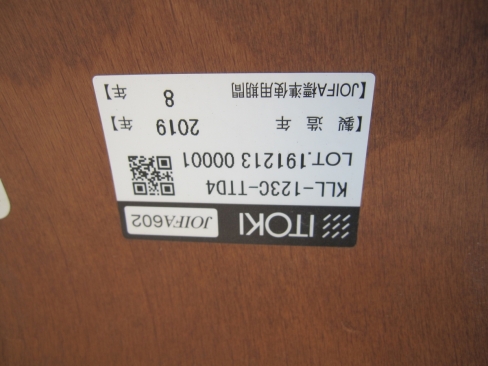 ITOKI JOIFA602
KLL-123C-TTD4
LOT.191213 00001
【製 造 年 2019 年】
【JOIFA標準使用期間 8 年】